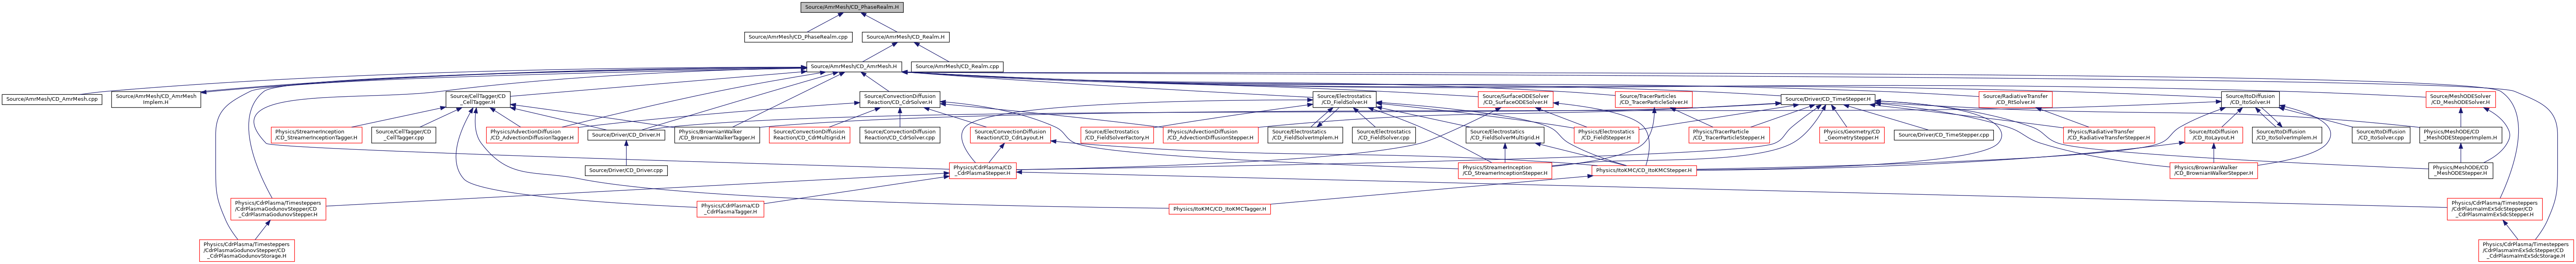 Source/AmrMesh/CD_PhaseRealm.H
Source/AmrMesh/CD_PhaseRealm.cpp
Source/AmrMesh/CD_Realm.H
Source/AmrMesh/CD_AmrMesh.H
Source/AmrMesh/CD_Realm.cpp
Source/AmrMesh/CD_AmrMesh.cpp
Source/AmrMesh/CD_AmrMesh
Implem.H
Source/CellTagger/CD
_CellTagger.H
Source/ConvectionDiffusion
Reaction/CD_CdrSolver.H
Source/Electrostatics
/CD_FieldSolver.H
Source/SurfaceODESolver
/CD_SurfaceODESolver.H
Source/TracerParticles
/CD_TracerParticleSolver.H
Source/Driver/CD_TimeStepper.H
Source/RadiativeTransfer
/CD_RtSolver.H
Source/ItoDiffusion
/CD_ItoSolver.H
Source/MeshODESolver
/CD_MeshODESolver.H
Physics/StreamerInception
/CD_StreamerInceptionTagger.H
Source/CellTagger/CD
_CellTagger.cpp
Physics/AdvectionDiffusion
/CD_AdvectionDiffusionTagger.H
Source/Driver/CD_Driver.H
Physics/BrownianWalker
/CD_BrownianWalkerTagger.H
Source/ConvectionDiffusion
Reaction/CD_CdrMultigrid.H
Source/ConvectionDiffusion
Reaction/CD_CdrSolver.cpp
Source/ConvectionDiffusion
Reaction/CD_CdrLayout.H
Source/Electrostatics
/CD_FieldSolverFactory.H
Physics/AdvectionDiffusion
/CD_AdvectionDiffusionStepper.H
Source/Electrostatics
/CD_FieldSolverImplem.H
Source/Electrostatics
/CD_FieldSolver.cpp
Source/Electrostatics
/CD_FieldSolverMultigrid.H
Physics/Electrostatics
/CD_FieldStepper.H
Physics/TracerParticle
/CD_TracerParticleStepper.H
Physics/Geometry/CD
_GeometryStepper.H
Source/Driver/CD_TimeStepper.cpp
Physics/RadiativeTransfer
/CD_RadiativeTransferStepper.H
Source/ItoDiffusion
/CD_ItoLayout.H
Source/ItoDiffusion
/CD_ItoSolverImplem.H
Source/ItoDiffusion
/CD_ItoSolver.cpp
Physics/MeshODE/CD
_MeshODEStepperImplem.H
Source/Driver/CD_Driver.cpp
Physics/CdrPlasma/CD
_CdrPlasmaStepper.H
Physics/StreamerInception
/CD_StreamerInceptionStepper.H
Physics/ItoKMC/CD_ItoKMCStepper.H
Physics/BrownianWalker
/CD_BrownianWalkerStepper.H
Physics/MeshODE/CD
_MeshODEStepper.H
Physics/CdrPlasma/Timesteppers
/CdrPlasmaGodunovStepper/CD
_CdrPlasmaGodunovStepper.H
Physics/CdrPlasma/CD
_CdrPlasmaTagger.H
Physics/ItoKMC/CD_ItoKMCTagger.H
Physics/CdrPlasma/Timesteppers
/CdrPlasmaImExSdcStepper/CD
_CdrPlasmaImExSdcStepper.H
Physics/CdrPlasma/Timesteppers
/CdrPlasmaGodunovStepper/CD
_CdrPlasmaGodunovStorage.H
Physics/CdrPlasma/Timesteppers
/CdrPlasmaImExSdcStepper/CD
_CdrPlasmaImExSdcStorage.H